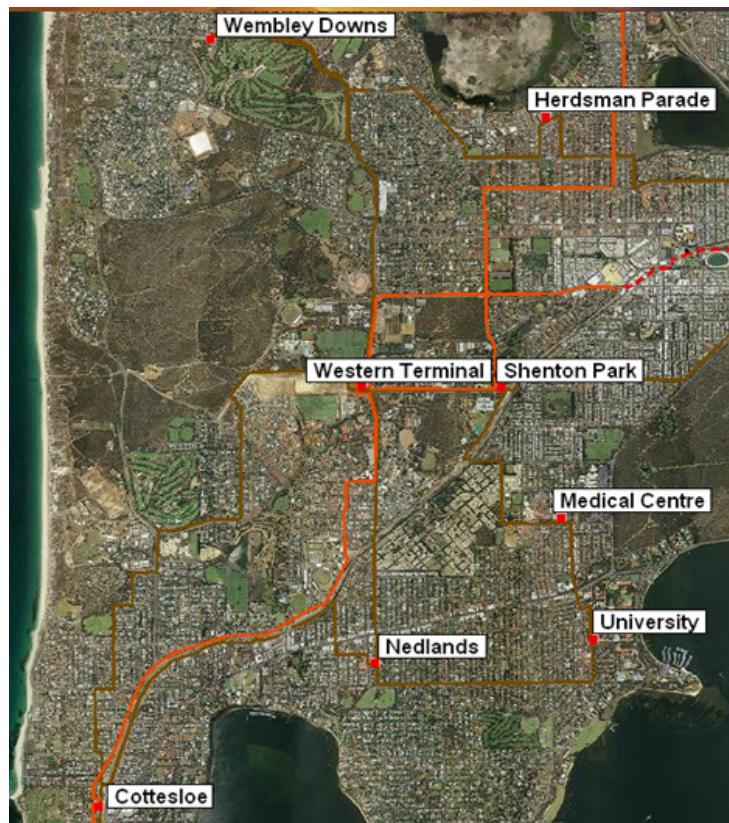 Wembley Downs
Herdsman Parade
Western Terminal
Shenton Park
Medical Centre
University
Nedlands
Cottesloe